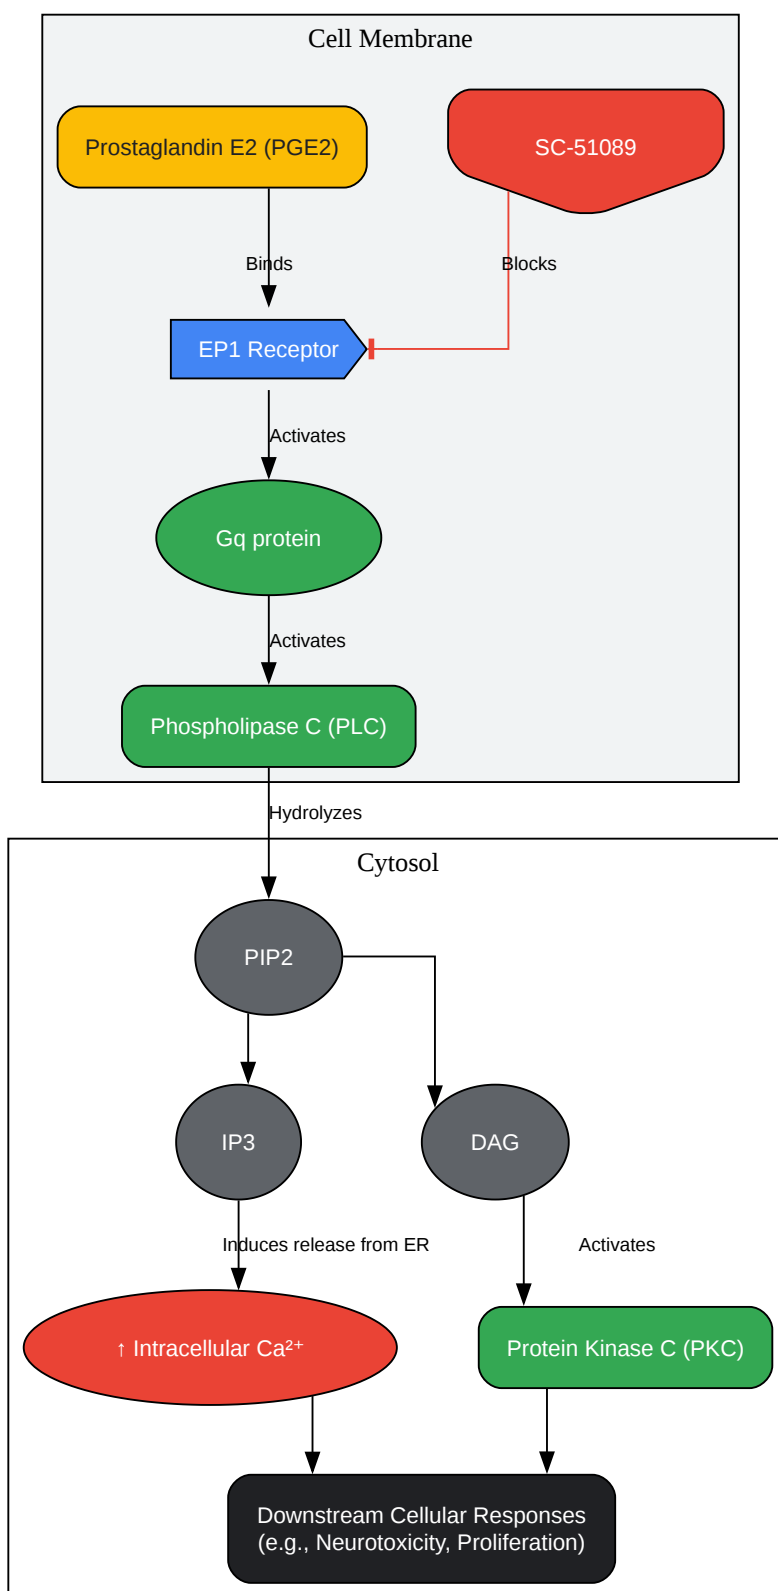 Cell Membrane
Prostaglandin E2 (PGE2)
SC-51089
Binds
Blocks
EP1 Receptor
Activates
Gq protein
Activates
Phospholipase C (PLC)
Hydrolyzes
Cytosol
PIP2
IP3
DAG
Induces release from ER
Activates
↑ Intracellular Ca²⁺
Protein Kinase C (PKC)
Downstream Cellular Responses
(e.g., Neurotoxicity, Proliferation)